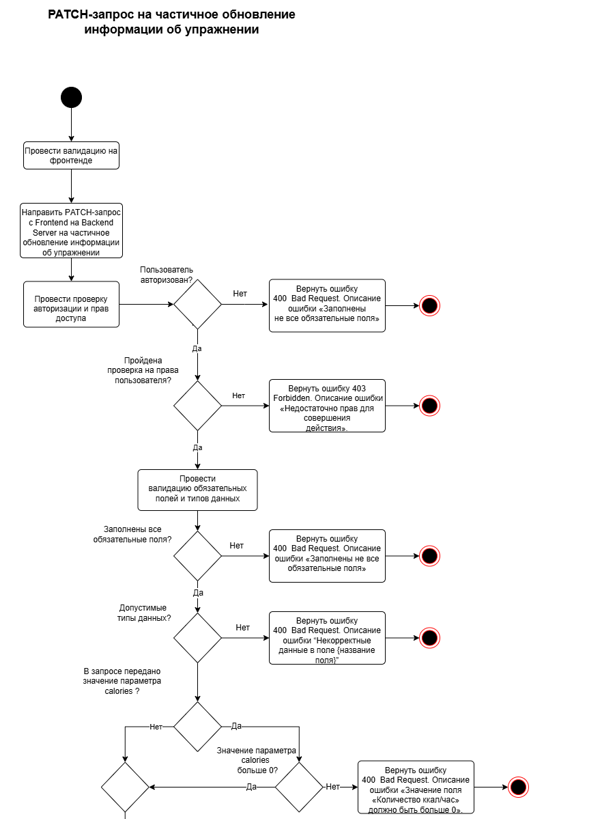 PATCH-запрос на частичное обновление
информации об упражнении
Провести валидацию на
фронтенде
Направить PATCH-запрос
с Frontend на Backend
Server на частичное
обновление информации
об упражнении
Провести проверку
авторизации и прав
доступа
Пользователь
авторизован?
Нет
Вернуть ошибку
400 Bad Request. Описание
ошибки «Заполнены
не все обязательные поля»
Да
Пройдена
проверка на права
пользователя?
Нет
Вернуть ошибку 403
Forbidden. Описание ошибки
«Недостаточно прав для
совершения
действия».
Да
Провести
валидацию обязательных
полей и типов данных
Заполнены все
обязательные поля?
Нет
Вернуть ошибку
400 Bad Request. Описание
ошибки «Заполнены не все
обязательные поля»
Да
Допустимые
типы данных?
Нет
Вернуть ошибку
400 Bad Request. Описание
ошибки "Некорректные
данные в поле {название
поля}"
В запросе передано
значение параметра
calories ?
Нет
Да
Значение параметра
calories
больше 0?
Да
Нет
Вернуть ошибку
400 Bad Request. Описание
ошибки «Значение поля
«Количество ккал/час»
должно быть больше 0».